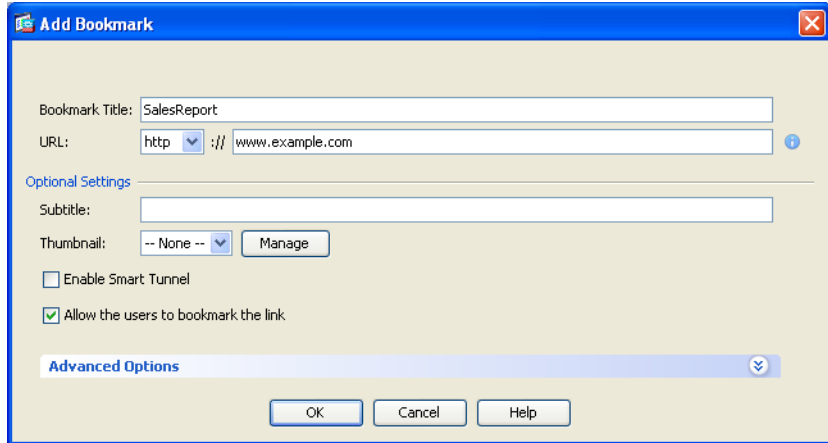 Add Bookmark
Bookmark Title: SalesReport
URL: http :// www.example.com
Optional Settings
Subtitle:
Thumbnail: -- None -- Manage
Enable Smart Tunnel
Allow the users to bookmark the link
Advanced Options
OK Cancel Help